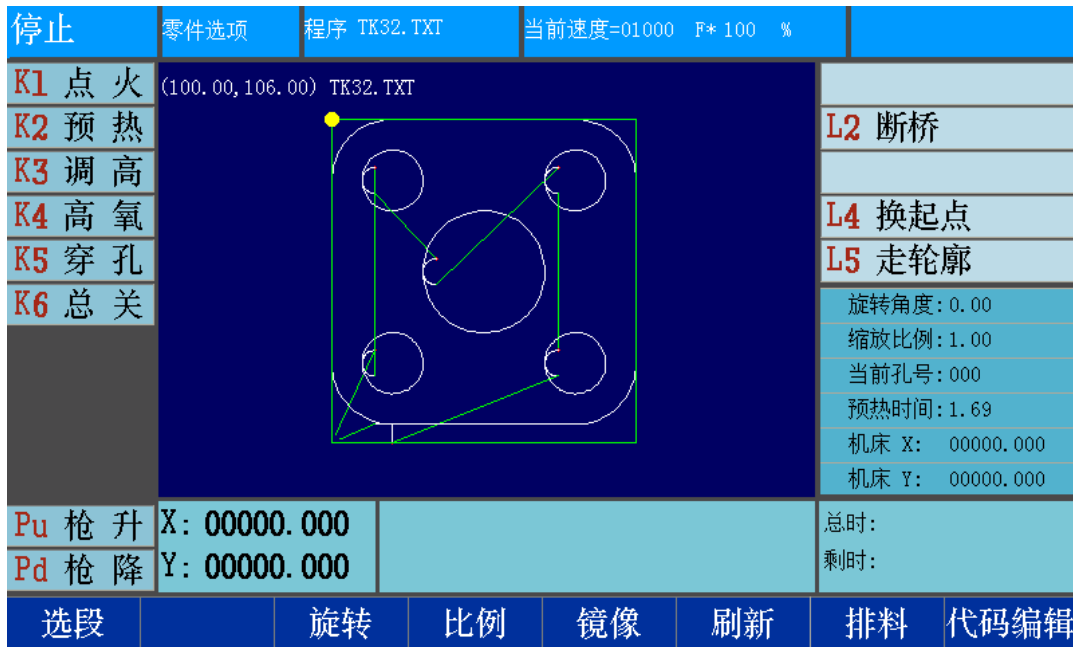 停止 零件选项 程序 TK32.TXT 当前速度=01000 F* 100 %
K1 点 火
K2 预 热
K3 调 高
K4 高 氧
K5 穿 孔
K6 总 关
(100.00,106.00) TK32.TXT
L2 断桥
L4 换起点
L5 走轮廓
旋转角度:0.00
缩放比例:1.00
当前孔号:000
预热时间:1.69
机床 X: 00000.000
机床 Y: 00000.000
Pu 枪 升
Pd 枪 降
X: 00000.000
Y: 00000.000
总时:
剩时:
选段 旋转 比例 镜像 刷新 排料 代码编辑